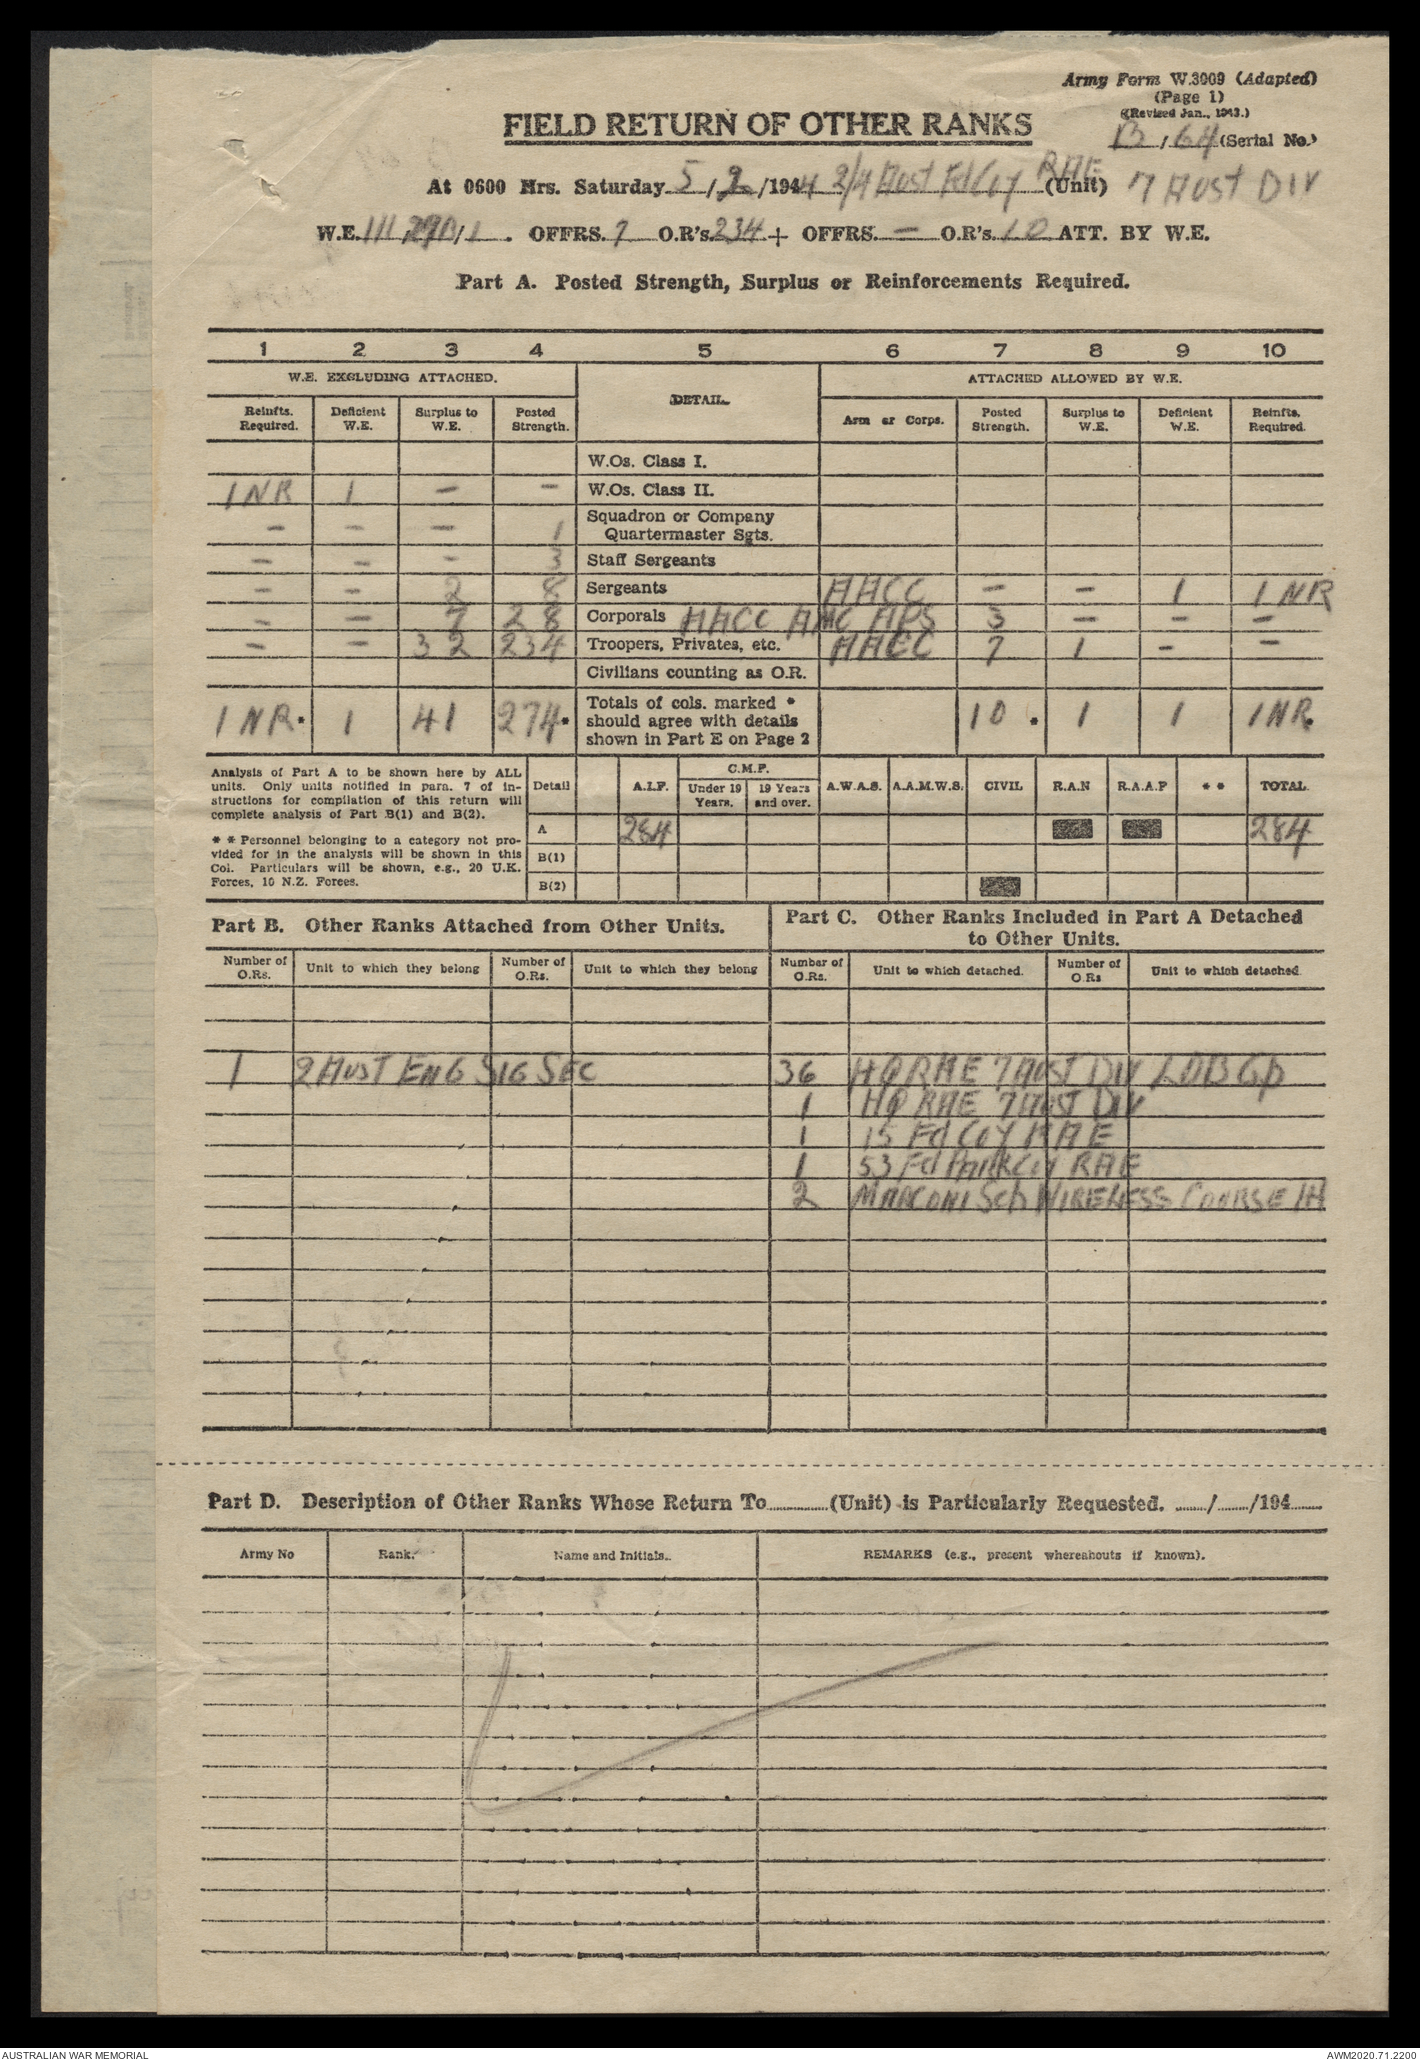 Army Form W.3009 (Adapted)
(Page 1)
(Revised Jan., 1943.)
FIELD RETURN OF OTHER RANKS
B / 64 (Serial No.)
At 0600 Hrs. Saturday 5 / 2 /1944 2/4 Aust Fd Coy RAE (Unit) 7 AUST DIV
W.E. III / 1 . OFFRS. 7 O.R's. 234 + OFFRS. — O.R's. 10 ATT. BY W.E.
Part A. Posted Strength, Surplus or Reinforcements Required.
1 2 3 4 5 6 7 8 9 10
W.E. EXCLUDING ATTACHED. DETAIL ATTACHED ALLOWED BY W.E.
Reinfts. Required. Deficient W.E. Surplus to W.E. Posted Strength. Arm or Corps. Posted Strength. Surplus to W.E. Deficient W.E. Reinfts. Required.
W.Os. Class I.
1 NR 1 — — W.Os. Class II.
— — — 1 Squadron or Company Quartermaster Sgts.
— — — 3 Staff Sergeants
— — 2 8 Sergeants AACC — — 1 1 NR
— — 7 28 Corporals AACC AMC APS 3 — — —
— — 32 234 Troopers, Privates, etc. AACC 7 1 — —
Civilians counting as O.R.
1 NR * 1 41 274 * Totals of cols. marked * should agree with details shown in Part E on Page 2 10 * 1 1 1NR *
Analysis of Part A to be shown here by ALL units. Only units notified in para. 7 of instructions for compilation of this return will complete analysis of Part B(1) and B(2).
* * Personnel belonging to a category not provided for in the analysis will be shown in this Col. Particulars will be shown, e.g., 20 U.K. Forces, 10 N.Z. Forces.
Detail A.I.F. C.M.F. Under 19 Years. 19 Years and over. A.W.A.S. A.A.M.W.S. CIVIL R.A.N R.A.A.F * * TOTAL
A 284 284
B(1)
B(2)
Part B. Other Ranks Attached from Other Units.
Part C. Other Ranks Included in Part A Detached to Other Units.
Number of O.Rs. Unit to which they belong Number of O.Rs. Unit to which they belong Number of O.Rs. Unit to which detached. Number of O.Rs Unit to which detached
1 2 AUST ENG SIG SEC 36 HQ RAE 7 AUST DIV LOB Gp
1 HQ RAE 7 AUST DIV
1 15 Fd COY RAE
1 53 Fd PARK COY RAE
2 MARCONI Sch WIRELESS COURSE
Part D. Description of Other Ranks Whose Return To (Unit) is Particularly Requested. / /194
Army No Rank. Name and Initials. REMARKS (e.g., present whereabouts if known).
AUSTRALIAN WAR MEMORIAL
AWM2020.71.2200